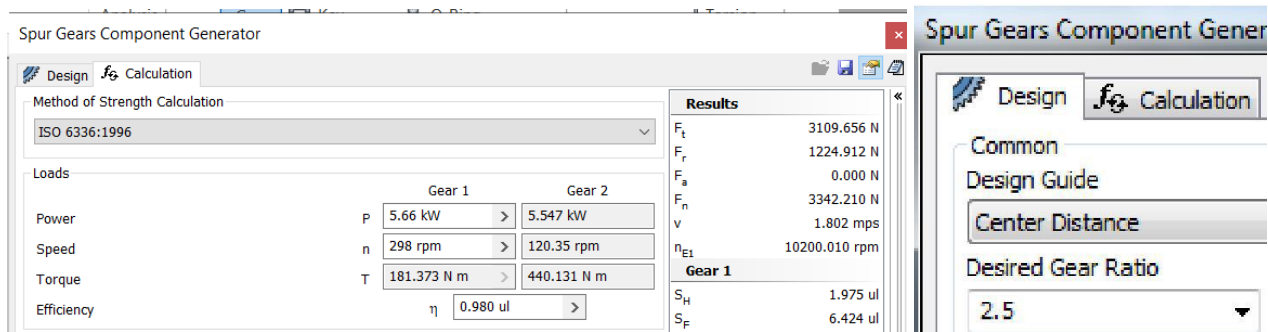 Spur Gears Component Generator
Design
Calculation
Method of Strength Calculation
ISO 6336:1996
Loads
Gear 1 Gear 2
Power P 5.66 kW 5.547 kW
Speed n 298 rpm 120.35 rpm
Torque T 181.373 N m 440.131 N m
Efficiency η 0.980 ul
Results
Ft 3109.656 N
Fr 1224.912 N
Fa 0.000 N
Fn 3342.210 N
v 1.802 mps
nE1 10200.010 rpm
Gear 1
SH 1.975 ul
SF 6.424 ul
Spur Gears Component Gener
Design
Calculation
Common
Design Guide
Center Distance
Desired Gear Ratio
2.5